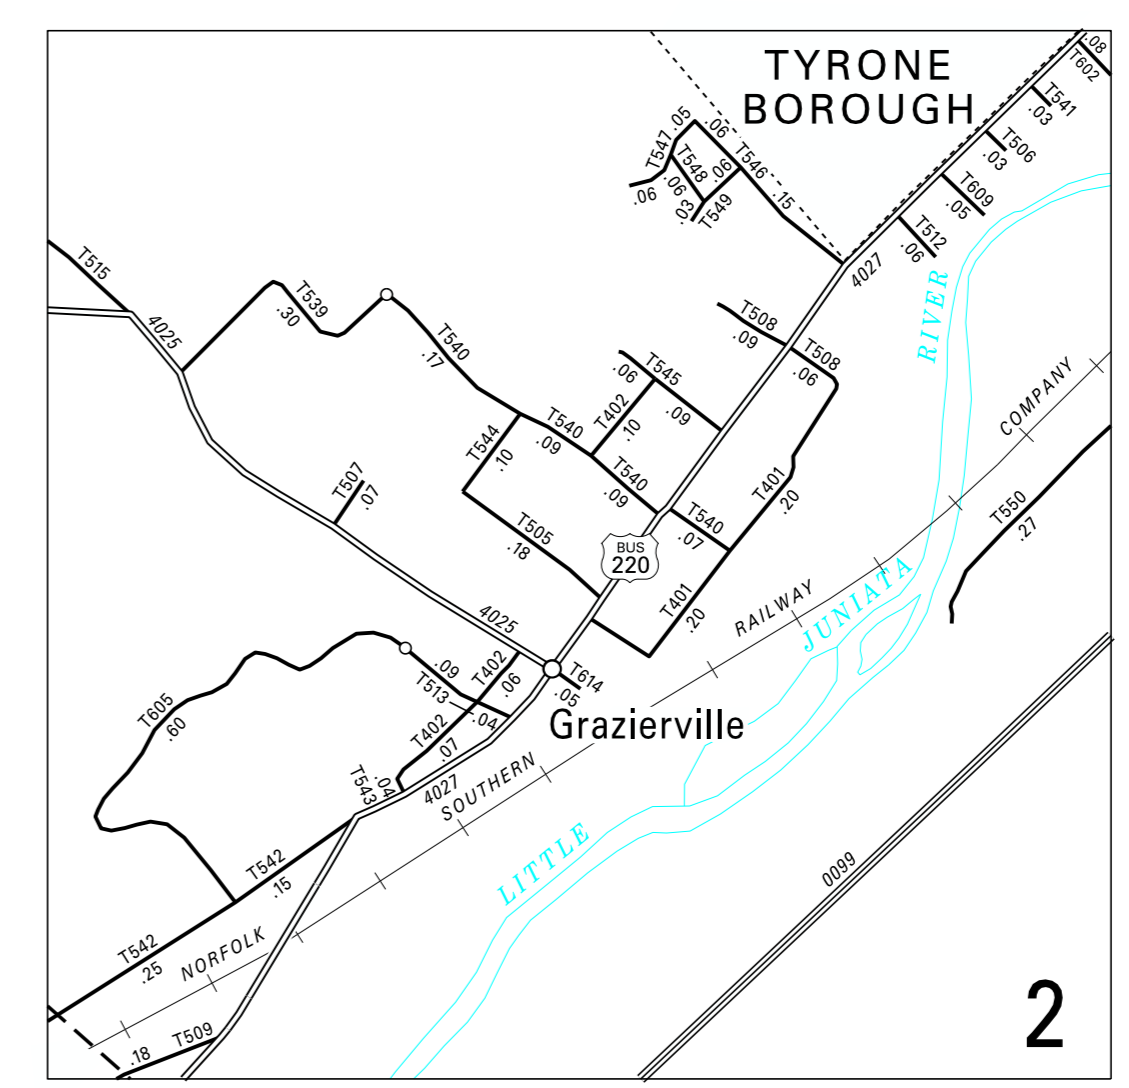 TYRONE
BOROUGH
.08
T602
T541
.03
T506
.03
T609
.05
T512
.06
4027
.05
.06
T547
T548
.06
T546
.06
.06
.03
T549
.15
T515
4025
T539
.30
T540
.17
T508
.09
T508
.06
RIVER
T545
.06
T402
.09
.10
COMPANY
T544
.10
T540
.09
T540
.09
T401
.20
T507
.07
T540
.07
T550
.27
T505
.18
BUS
220
T401
.20
RAILWAY
JUNIATA
4025
.09
T402
.06
T513
T614
.05
.04
T402
.07
Grazierville
T605
.60
T543
.04
4027
SOUTHERN
LITTLE
0099
T542
.15
T542
.25
NORFOLK
T509
.18
2